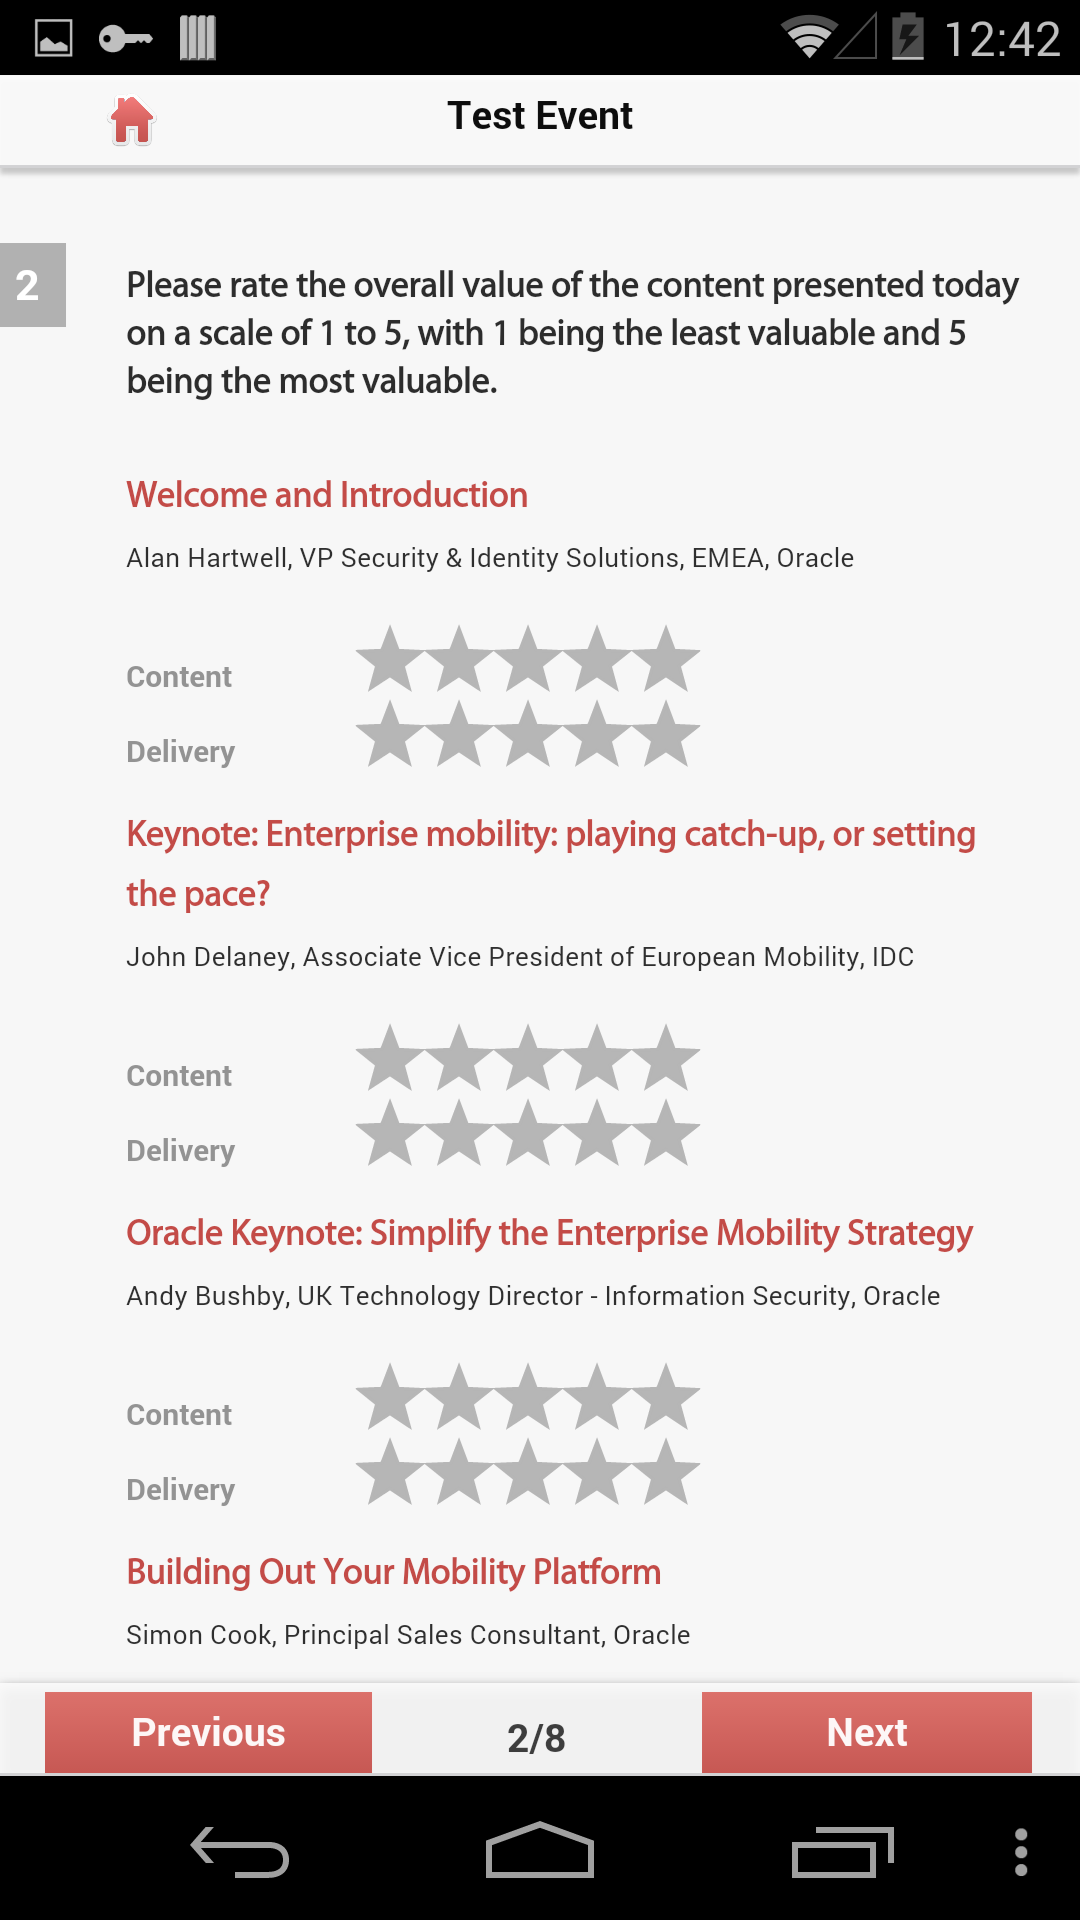 12:42
Test Event
2
Please rate the overall value of the content presented today
on a scale of 1 to 5, with 1 being the least valuable and 5
being the most valuable.
Welcome and Introduction
Alan Hartwell, VP Security & Identity Solutions, EMEA, Oracle
Content
Delivery
Keynote: Enterprise mobility: playing catch-up, or setting
the pace?
John Delaney, Associate Vice President of European Mobility, IDC
Content
Delivery
Oracle Keynote: Simplify the Enterprise Mobility Strategy
Andy Bushby, UK Technology Director - Information Security, Oracle
Content
Delivery
Building Out Your Mobility Platform
Simon Cook, Principal Sales Consultant, Oracle
Previous
2/8
Next